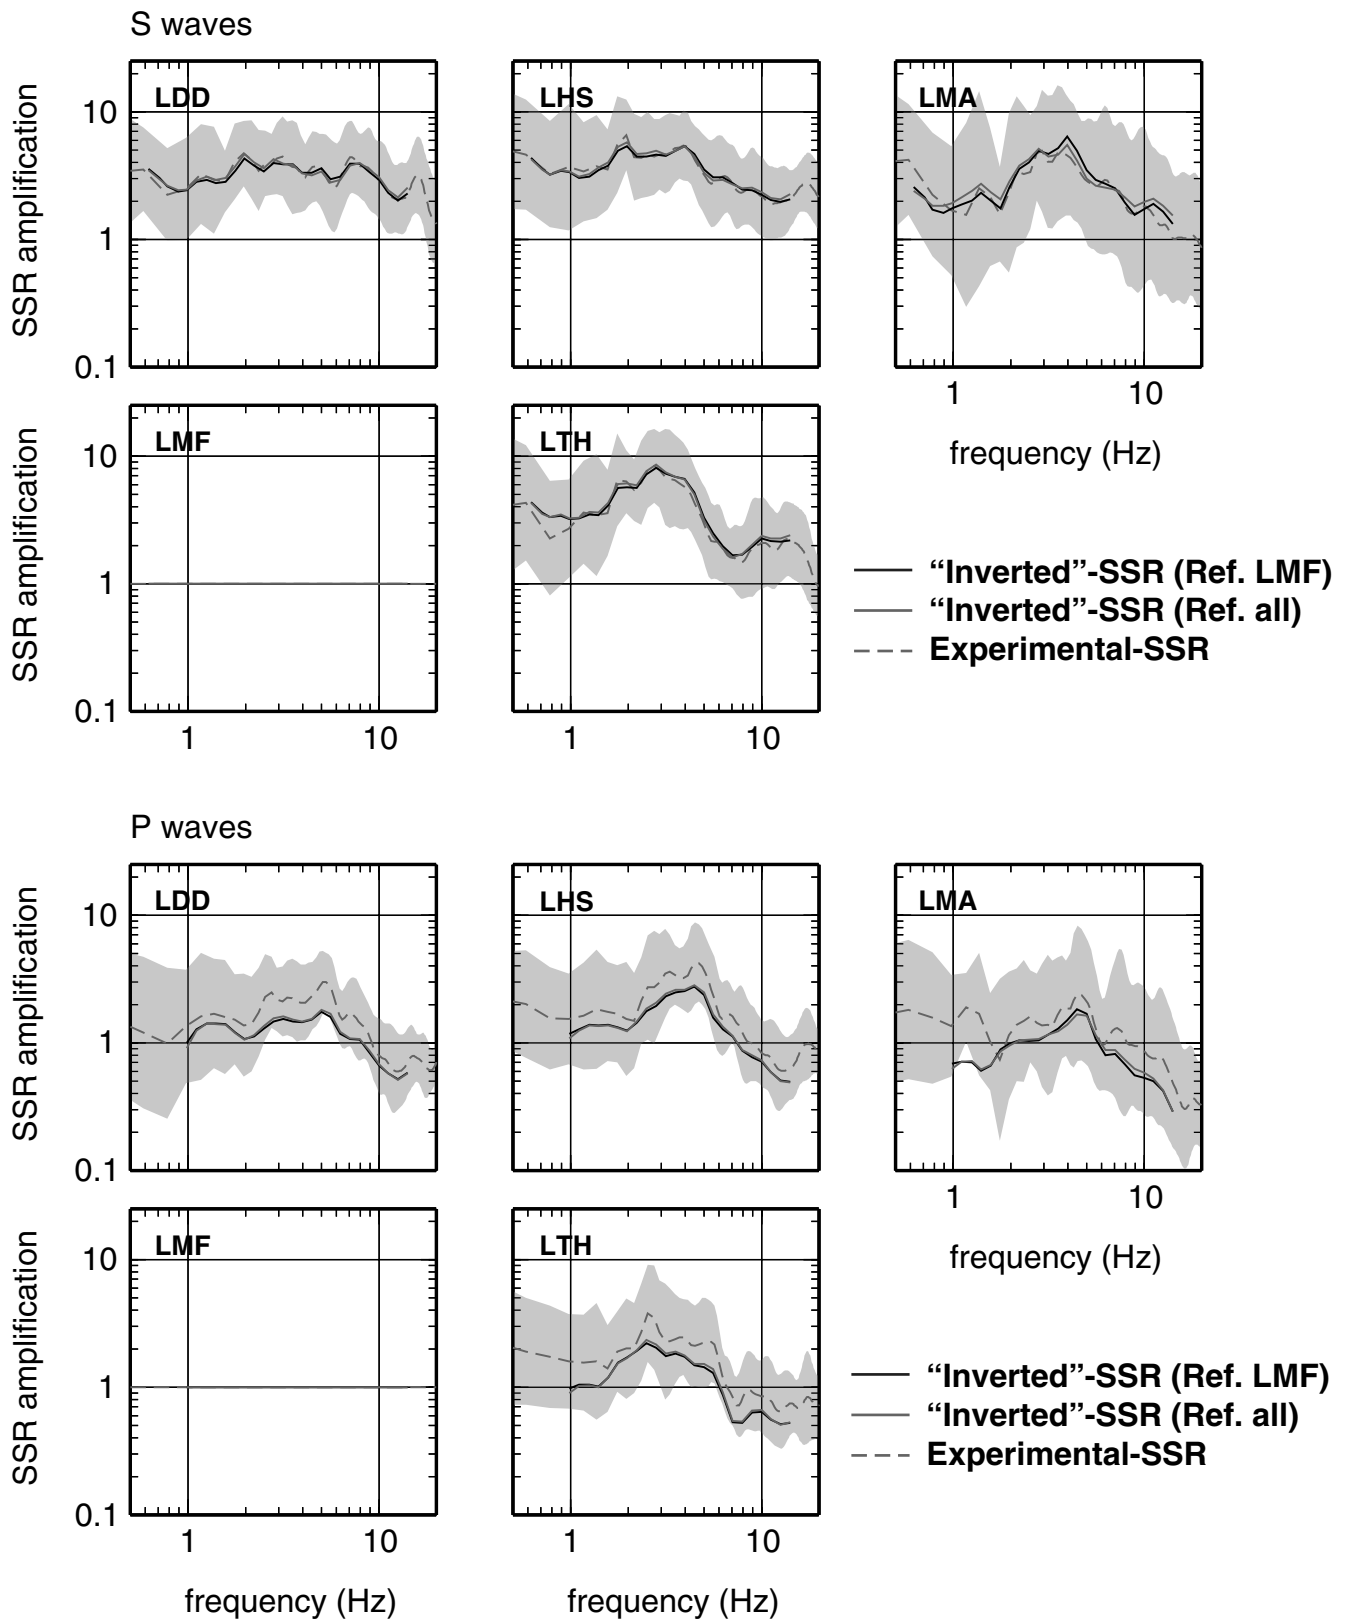 S waves
LDD
LHS
LMA
SSR amplification
10
1
0.1
1
10
frequency (Hz)
LMF
LTH
SSR amplification
10
1
0.1
1
10
1
10
“Inverted”-SSR (Ref. LMF)
“Inverted”-SSR (Ref. all)
Experimental-SSR
P waves
LDD
LHS
LMA
SSR amplification
10
1
0.1
1
10
frequency (Hz)
LMF
LTH
SSR amplification
10
1
0.1
1
10
1
10
frequency (Hz)
frequency (Hz)
“Inverted”-SSR (Ref. LMF)
“Inverted”-SSR (Ref. all)
Experimental-SSR